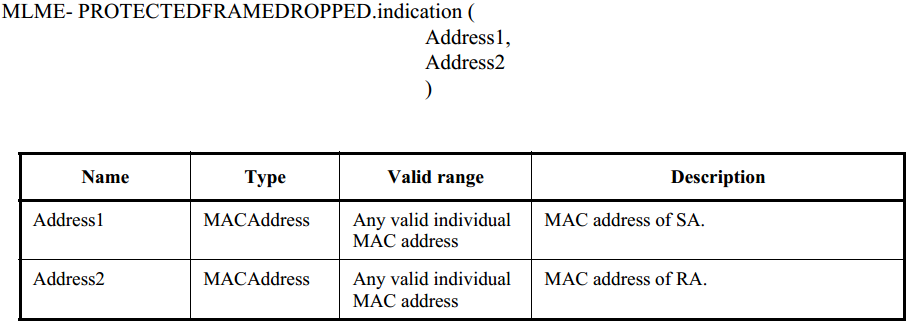 MLME- PROTECTEDFRAMEDROPPED.indication (
Address1,
Address2
)
Name Type Valid range Description
Address1 MACAddress Any valid individual MAC address of SA.
MAC address
Address2 MACAddress Any valid individual MAC address of RA.
MAC address